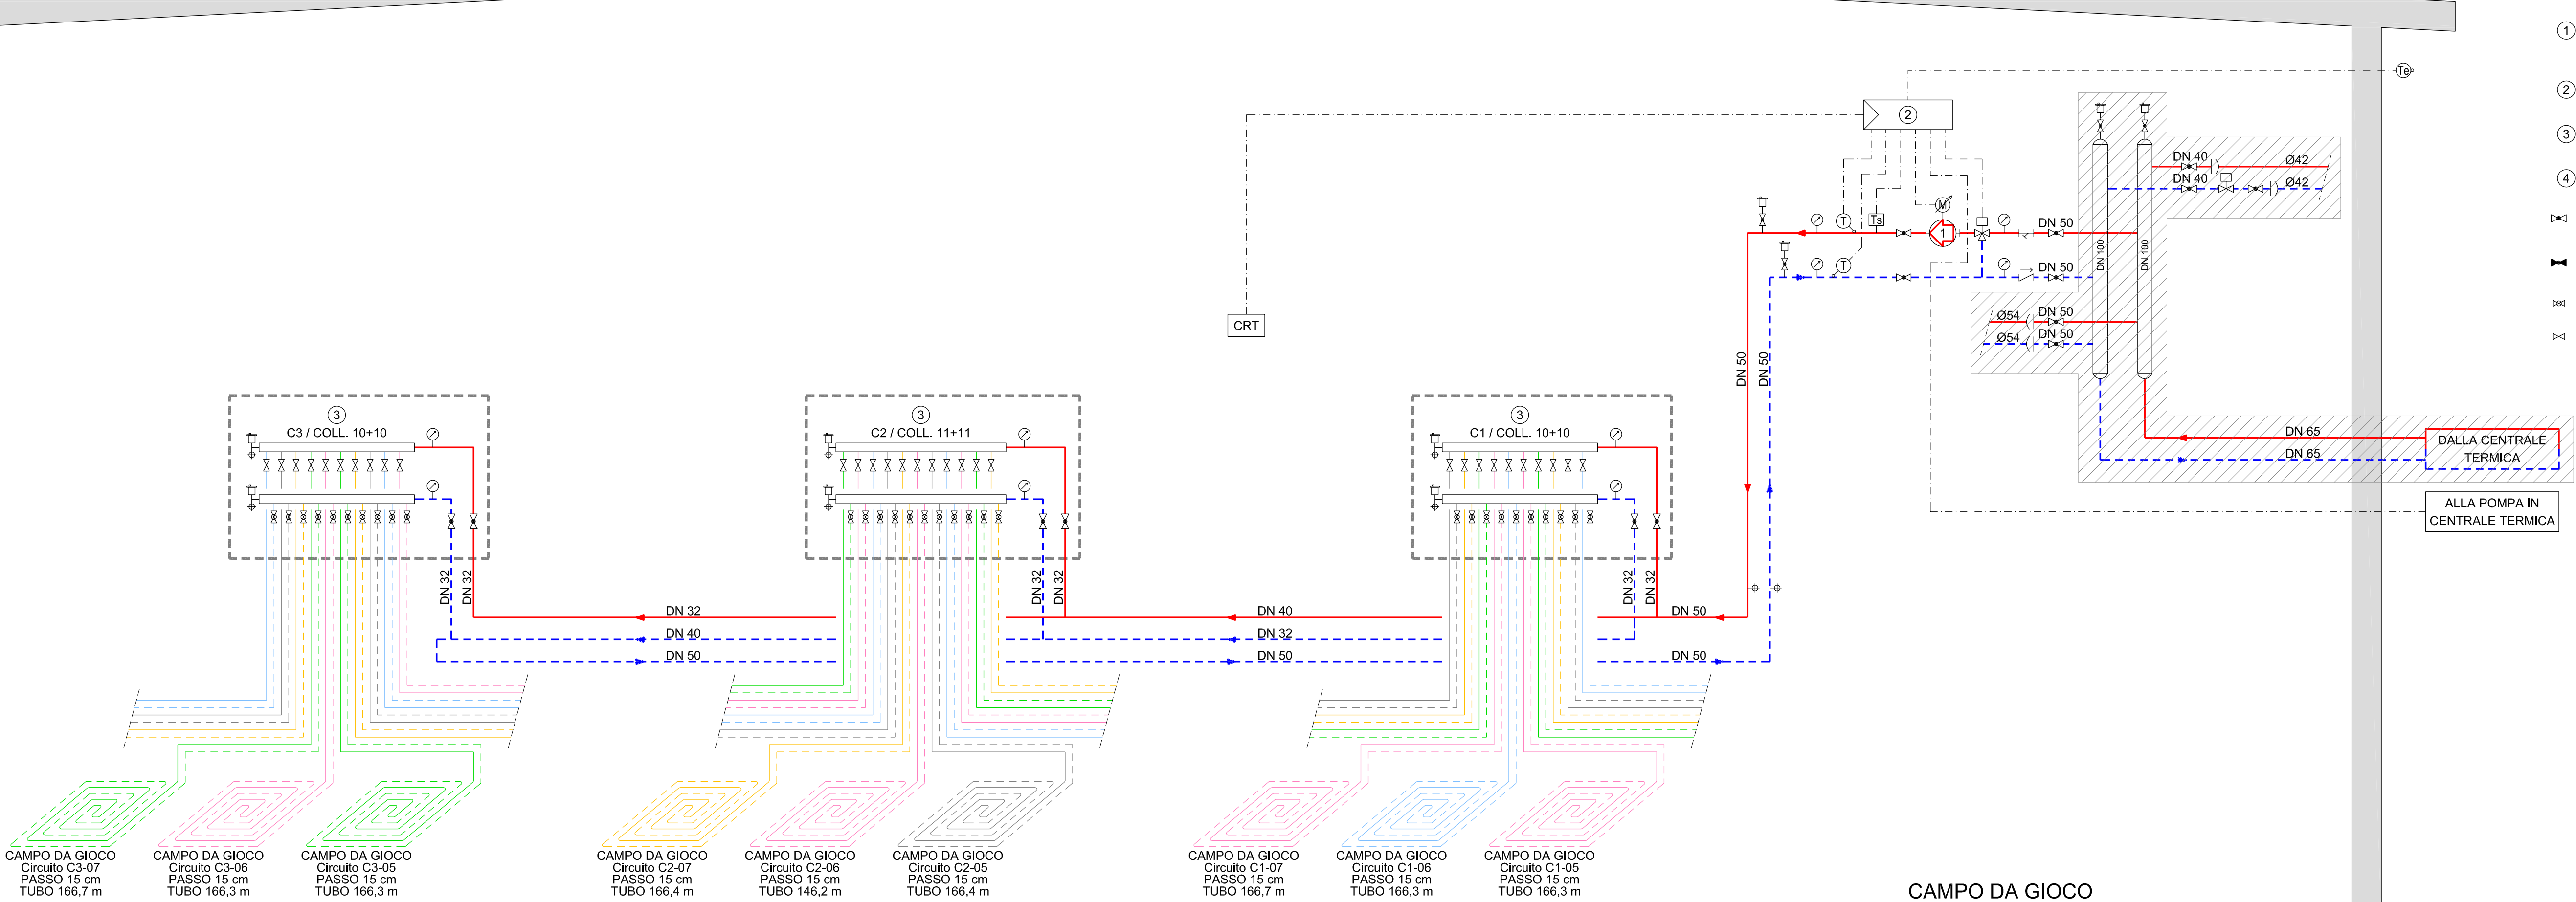 1
2
3
4
Te
2
DN 40
Ø42
DN 40
Ø42
T
Ts
M
1
DN 50
T
DN 50
DN 100
DN 100
Ø54
DN 50
Ø54
DN 50
CRT
DN 50
DN 50
DN 65
DN 65
DALLA CENTRALE
TERMICA
ALLA POMPA IN
CENTRALE TERMICA
3
C3 / COLL. 10+10
3
C2 / COLL. 11+11
3
C1 / COLL. 10+10
DN 32
DN 32
DN 32
DN 32
DN 32
DN 32
DN 32
DN 40
DN 50
DN 40
DN 32
DN 50
DN 50
DN 50
CAMPO DA GIOCO
Circuito C3-07
PASSO 15 cm
TUBO 166,7 m
CAMPO DA GIOCO
Circuito C3-06
PASSO 15 cm
TUBO 166,3 m
CAMPO DA GIOCO
Circuito C3-05
PASSO 15 cm
TUBO 166,3 m
CAMPO DA GIOCO
Circuito C2-07
PASSO 15 cm
TUBO 166,4 m
CAMPO DA GIOCO
Circuito C2-06
PASSO 15 cm
TUBO 146,2 m
CAMPO DA GIOCO
Circuito C2-05
PASSO 15 cm
TUBO 166,4 m
CAMPO DA GIOCO
Circuito C1-07
PASSO 15 cm
TUBO 166,7 m
CAMPO DA GIOCO
Circuito C1-06
PASSO 15 cm
TUBO 166,3 m
CAMPO DA GIOCO
Circuito C1-05
PASSO 15 cm
TUBO 166,3 m
CAMPO DA GIOCO